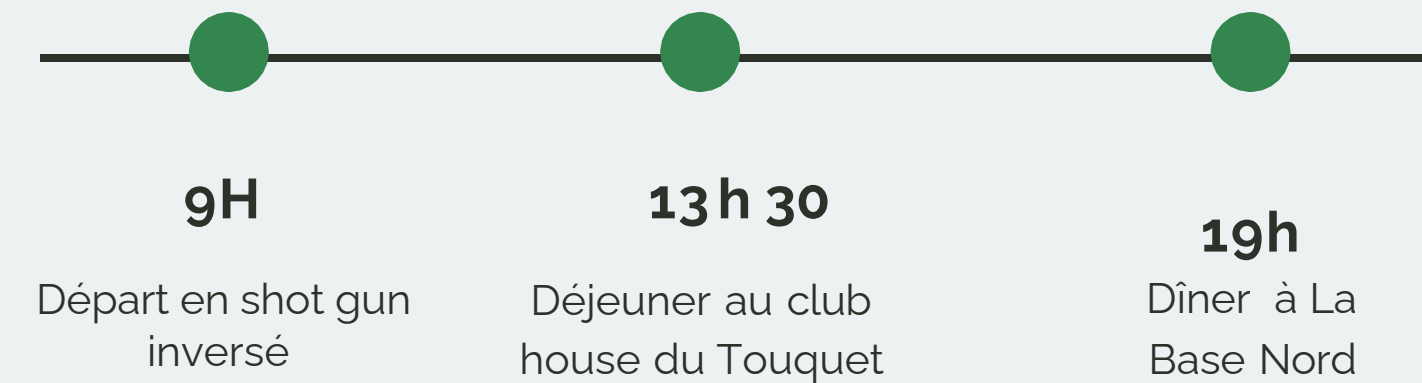 9H
Départ en shot gun
inversé
13 h 30
Déjeuner au club
house du Touquet
19h
Dîner à La
Base Nord